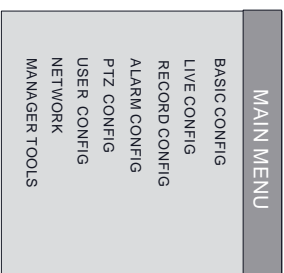 MAIN MENU
BASIC CONFIG
LIVE CONFIG
RECORD CONFIG
ALARM CONFIG
PTZ CONFIG
USER CONFIG
NETWORK
MANAGER TOOLS